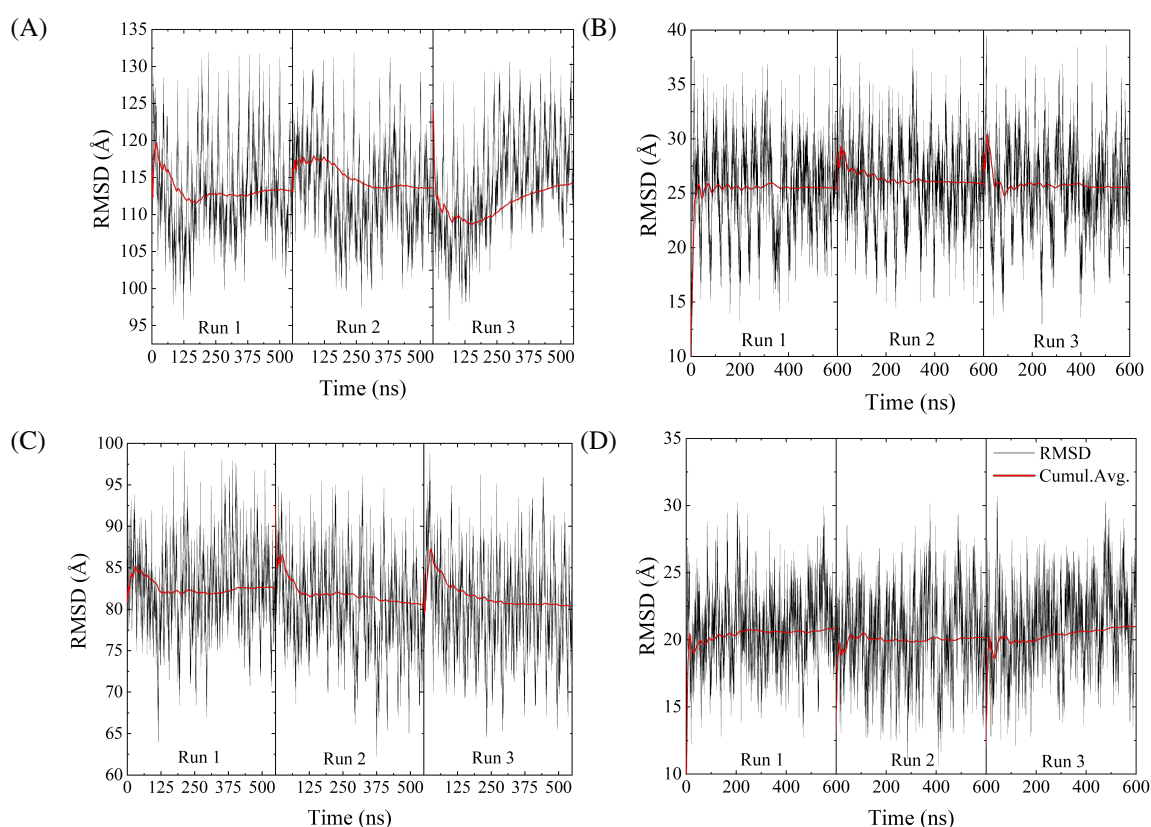 (A)
135
130
125
120
115
110
105
100
95
RMSD (Å)
Run 1
Run 2
Run 3
0 125 250 375 500 125 250 375 500 125 250 375 500
Time (ns)
(B)
40
35
30
25
20
15
10
RMSD (Å)
Run 1
Run 2
Run 3
0 200 400 600 200 400 600 200 400 600
Time (ns)
(C)
100
95
90
85
80
75
70
65
60
RMSD (Å)
Run 1
Run 2
Run 3
0 125 250 375 500 125 250 375 500 125 250 375 500
Time (ns)
(D)
35
30
25
20
15
10
RMSD (Å)
RMSD
Cumul.Avg.
Run 1
Run 2
Run 3
0 200 400 600 200 400 600 200 400 600
Time (ns)